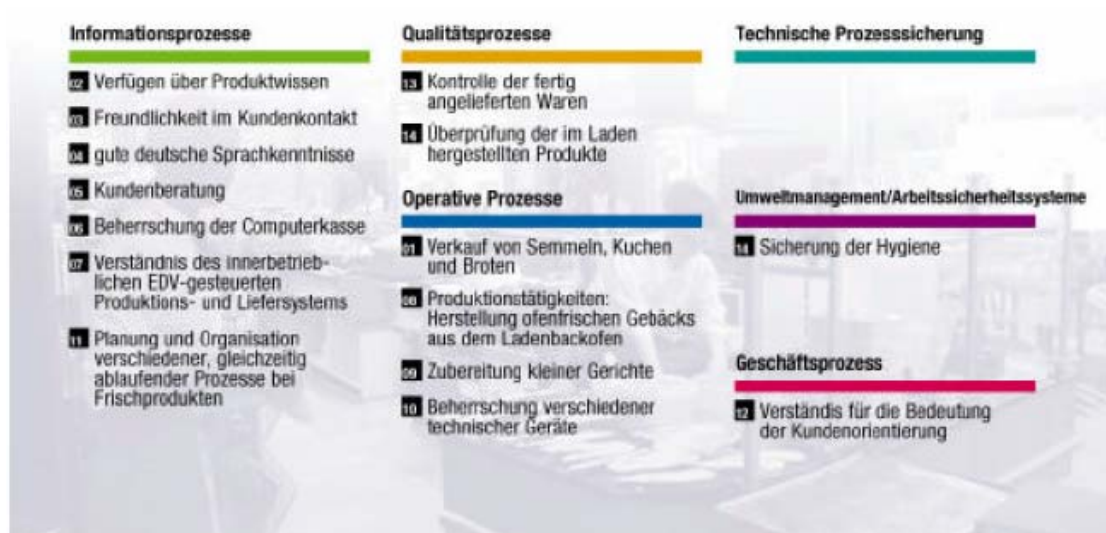 Informationsprozesse
02 Verfügen über Produktwissen
03 Freundlichkeit im Kundenkontakt
04 gute deutsche Sprachkenntnisse
05 Kundenberatung
06 Beherrschung der Computerkasse
07 Verständnis des innerbetrieb-
lichen EDV-gesteuerten
Produktions- und Liefersystems
11 Planung und Organisation
verschiedener, gleichzeitig
ablaufender Prozesse bei
Frischprodukten
Qualitätsprozesse
13 Kontrolle der fertig
angelieferten Waren
14 Überprüfung der im Laden
hergestellten Produkte
Operative Prozesse
01 Verkauf von Semmeln, Kuchen
und Broten
08 Produktionstätigkeiten:
Herstellung ofenfrischen Gebäcks
aus dem Ladenbackofen
09 Zubereitung kleiner Gerichte
10 Beherrschung verschiedener
technischer Geräte
Technische Prozesssicherung
Umweltmanagement/Arbeitssicherheitssysteme
14 Sicherung der Hygiene
Geschäftsprozess
12 Verständis für die Bedeutung
der Kundenorientierung